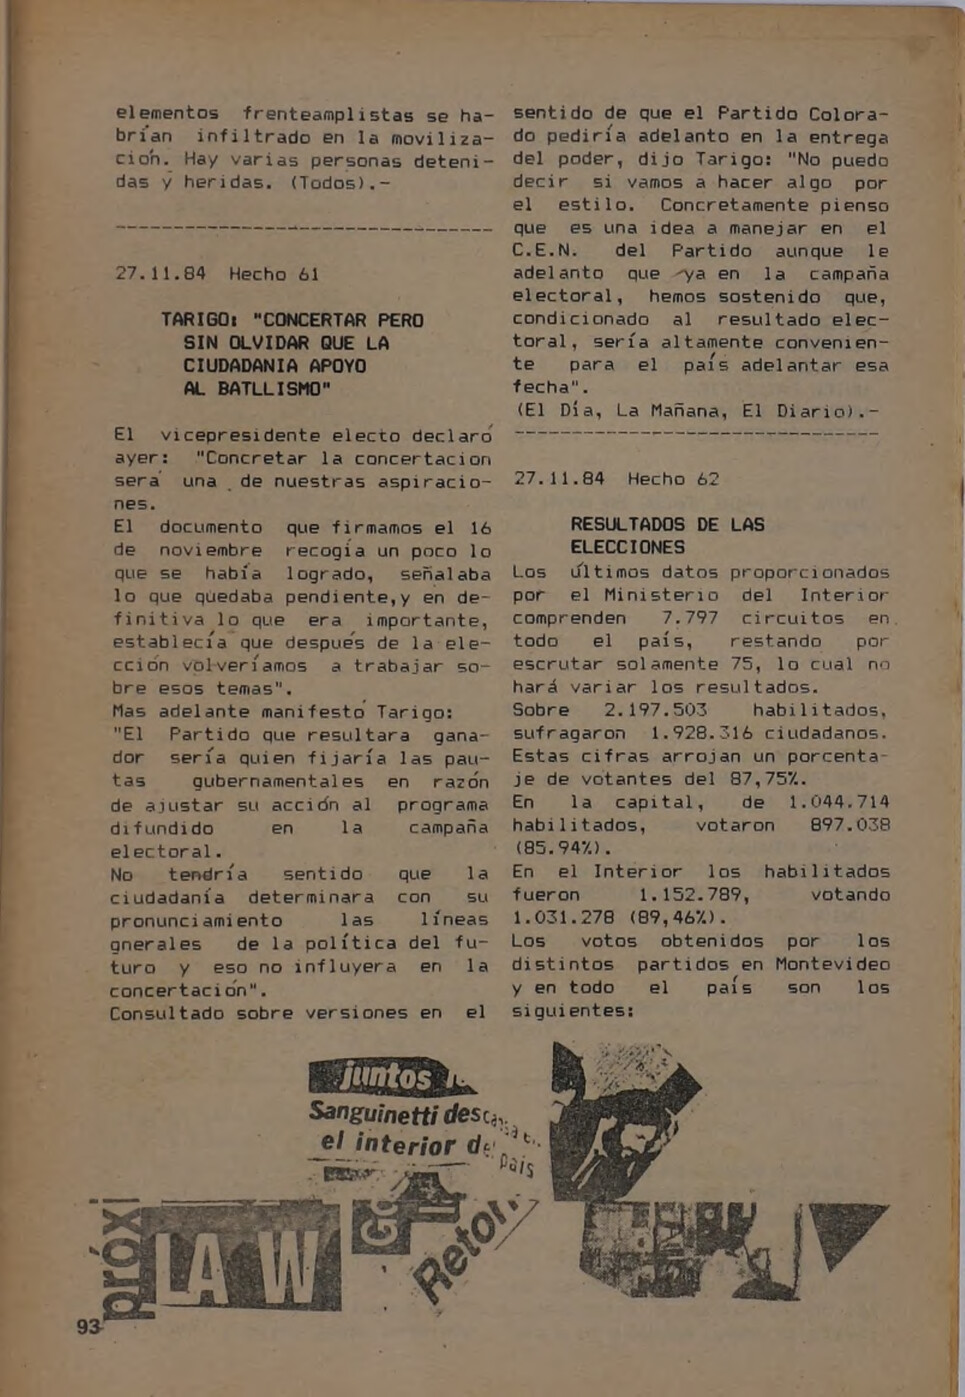 elementos frenteamplistas se ha-
brían infiltrado en la moviliza-
ción. Hay varias personas deteni-
das y heridas. (Todos).-
---------------------------------
27.11.84 Hecho 61
TARIGO: "CONCERTAR PERO
SIN OLVIDAR QUE LA
CIUDADANIA APOYO
AL BATLLISMO"
El vicepresidente electo declaró
ayer: "Concretar la concertacion
será una de nuestras aspiracio-
nes.
El documento que firmamos el 16
de noviembre recogía un poco lo
que se había logrado, señalaba
lo que quedaba pendiente,y en de-
finitiva lo que era importante,
establecía que después de la ele-
cción volveríamos a trabajar so-
bre esos temas".
Mas adelante manifestó Tarigo:
"El Partido que resultara gana-
dor sería quien fijaría las pau-
tas gubernamentales en razón
de ajustar su acción al programa
difundido en la campaña
electoral.
No tendría sentido que la
ciudadanía determinara con su
pronunciamiento las líneas
gnerales de la política del fu-
turo y eso no influyera en la
concertación".
Consultado sobre versiones en el
sentido de que el Partido Colora-
do pediría adelanto en la entrega
del poder, dijo Tarigo: "No puedo
decir si vamos a hacer algo por
el estilo. Concretamente pienso
que es una idea a manejar en el
C.E.N. del Partido aunque le
adelanto que ya en la campaña
electoral, hemos sostenido que,
condicionado al resultado elec-
toral, sería altamente convenien-
te para el país adelantar esa
fecha".
(El Día, La Mañana, El Diario).-
--------------------------------
27.11.84 Hecho 62
RESULTADOS DE LAS
ELECCIONES
Los últimos datos proporcionados
por el Ministerio del Interior
comprenden 7.797 circuitos en
todo el país, restando por
escrutar solamente 75, lo cual no
hará variar los resultados.
Sobre 2.197.503 habilitados,
sufragaron 1.928.316 ciudadanos.
Estas cifras arrojan un porcenta-
je de votantes del 87,75%.
En la capital, de 1.044.714
habilitados, votaron 897.038
(85.94%).
En el Interior los habilitados
fueron 1.152.789, votando
1.031.278 (89,46%).
Los votos obtenidos por los
distintos partidos en Montevideo
y en todo el país son los
siguientes:
juntos
Sanguinetti
el interior
País
próxi
LA W
Retor
93